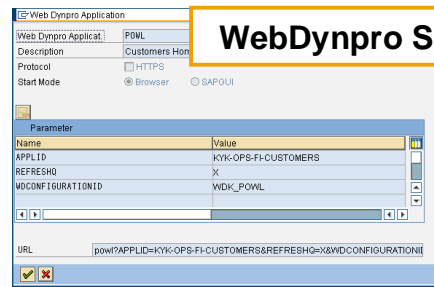 Web Dynpro Application
WebDynpro S
Web Dynpro Applicat. POWL
Description Customers Hom
Protocol HTTPS
Start Mode Browser SAPGUI
Parameter
Name Value
APPLID KYK-OPS-FI-CUSTOMERS
REFRESHQ X
WDCONFIGURATIONID WDK_POWL
URL powl?APPLID=KYK-OPS-FI-CUSTOMERS&REFRESHQ=X&WDCONFIGURATIONID